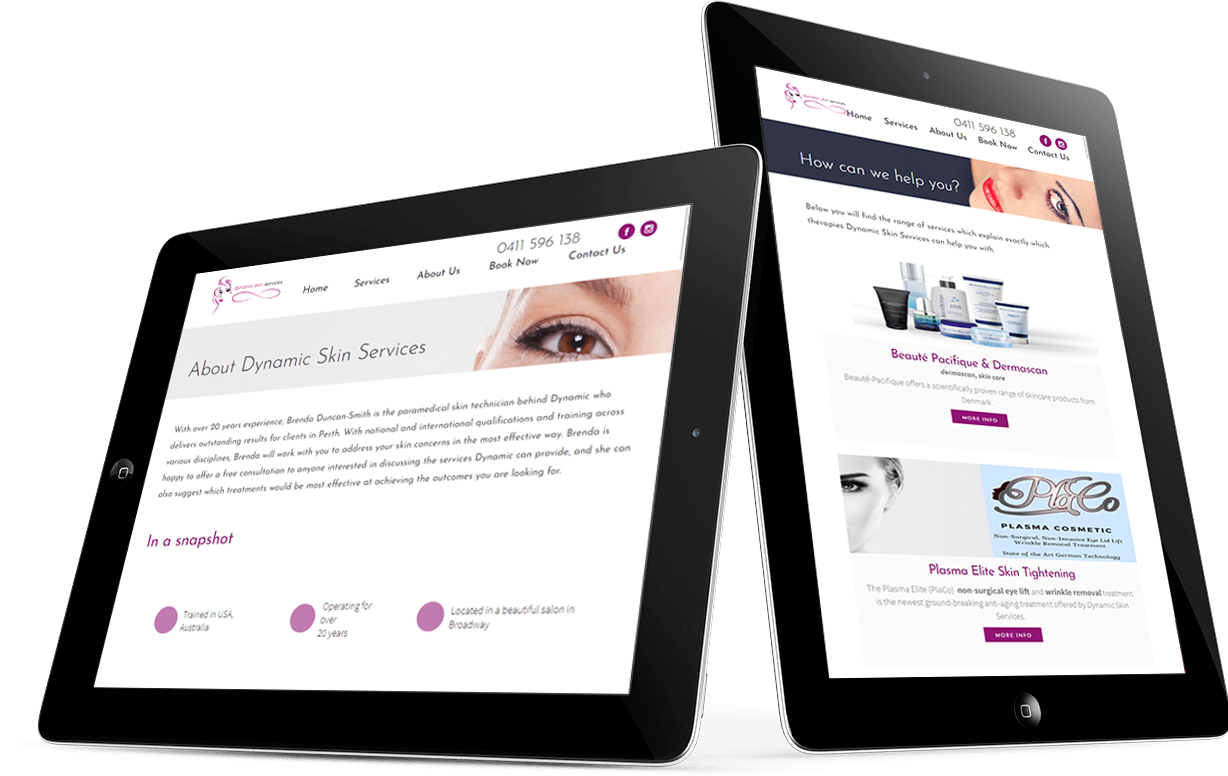 dynamic skin services
Home
Services
About Us
0411 596 138
Book Now
Contact Us
About Dynamic Skin Services
With over 20 years experience, Brenda Duncan-Smith is the paramedical skin technician behind Dynamic who
delivers outstanding results for clients in Perth. With national and international qualifications and training across
various disciplines, Brenda will work with you to address your skin concerns in the most effective way. Brenda is
happy to offer a free consultation to anyone interested in discussing the services Dynamic can provide, and she can
also suggest which treatments would be most effective at achieving the outcomes you are looking for.
In a snapshot
Trained in USA,
Australia
Operating for
over
20 years
Located in a beautiful salon in
Broadway
dynamic skin services
Home
Services
About Us
0411 596 138
Book Now
Contact Us
How can we help you?
Below you will find the range of services which explain exactly which
therapies Dynamic Skin Services can help you with.
Beauté Pacifique & Dermascan
dermascan, skin care
Beauté-Pacifique offers a scientifically proven range of skincare products from
Denmark.
MORE INFO
PlaCo
PLASMA COSMETIC
Non-Surgical, Non-Invasive Eye Lid Lift
Wrinkle Removal Treatment
State of the Art German Technology
Plasma Elite Skin Tightening
The Plasma Elite (PlaCo) non-surgical eye lift and wrinkle removal treatment
is the newest ground-breaking anti-aging treatment offered by Dynamic Skin
Services.
MORE INFO